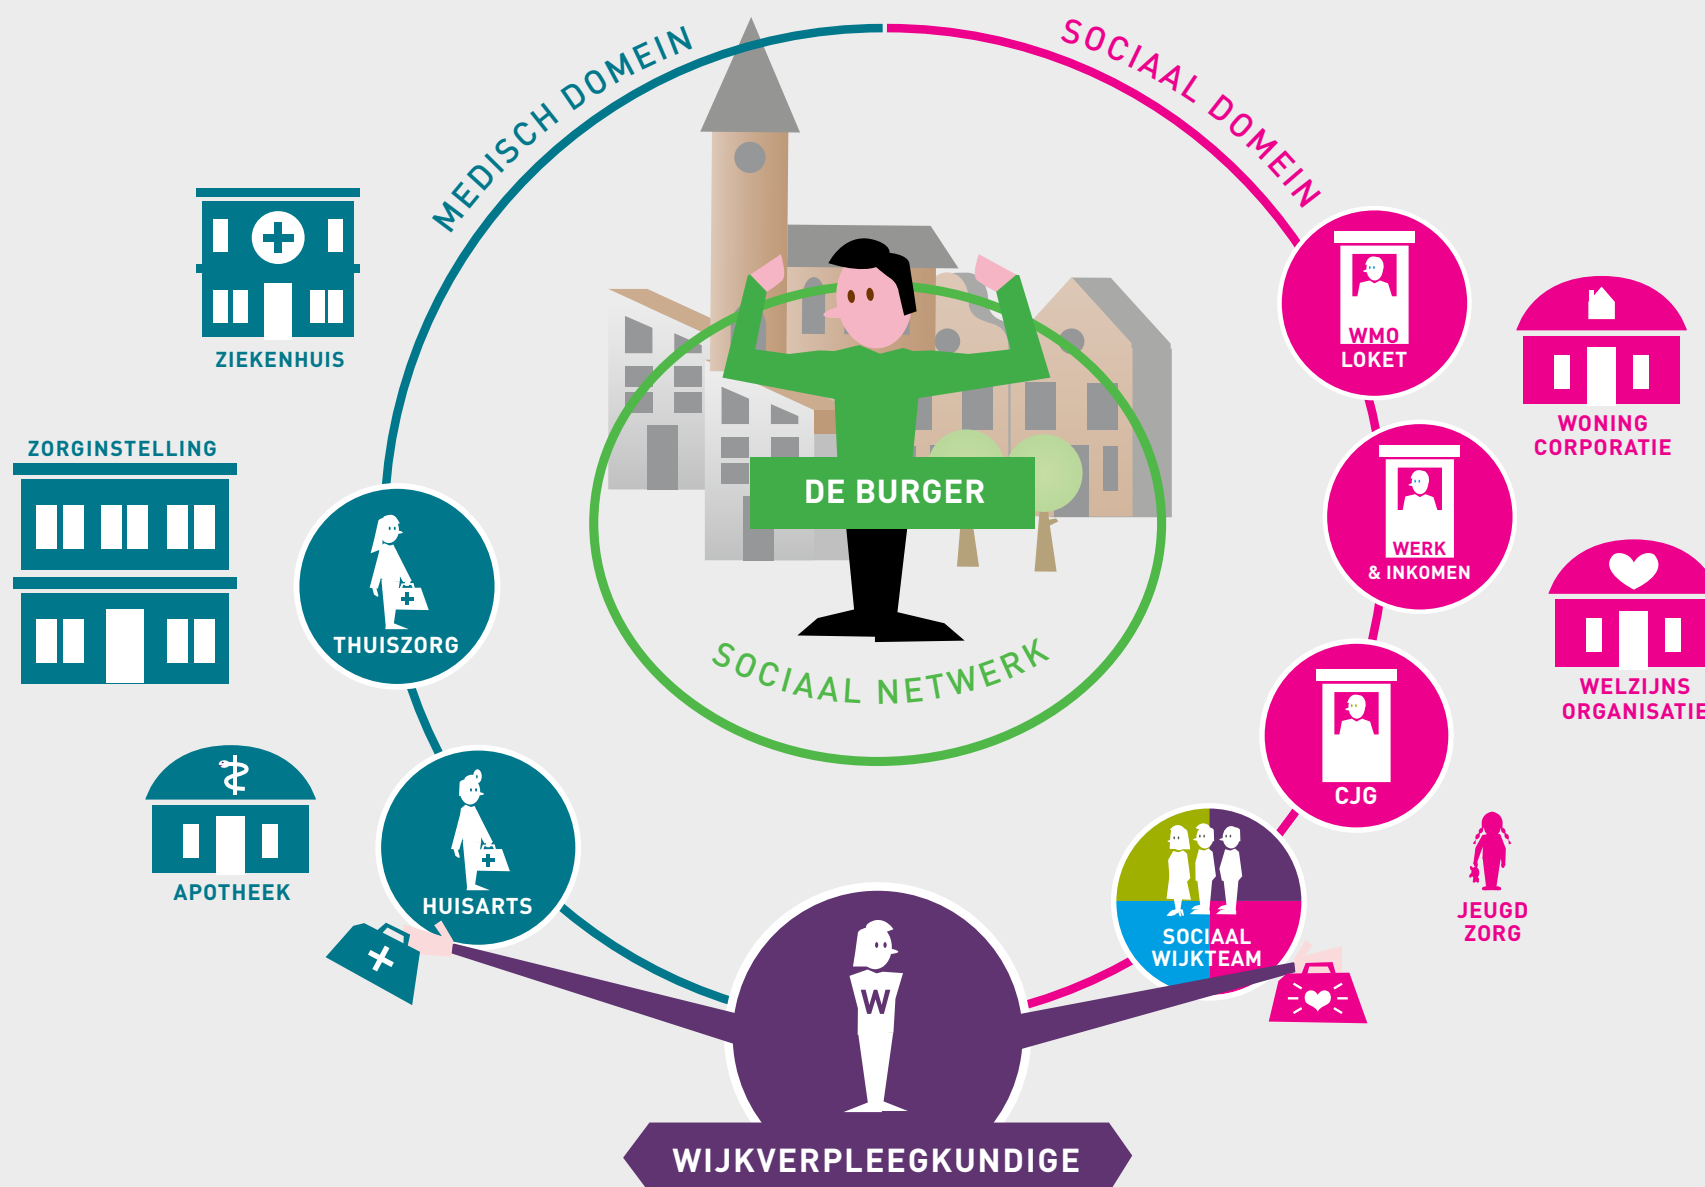 MEDISCH DOMEIN
SOCIAAL DOMEIN
ZIEKENHUIS
ZORGINSTELLING
THUISZORG
APOTHEEK
HUISARTS
DE BURGER
SOCIAAL NETWERK
WMO
LOKET
WONING
CORPORATIE
WERK
& INKOMEN
WELZIJNS
ORGANISATIE
CJG
JEUGD
ZORG
SOCIAAL
WIJKTEAM
W
WIJKVERPLEEGKUNDIGE